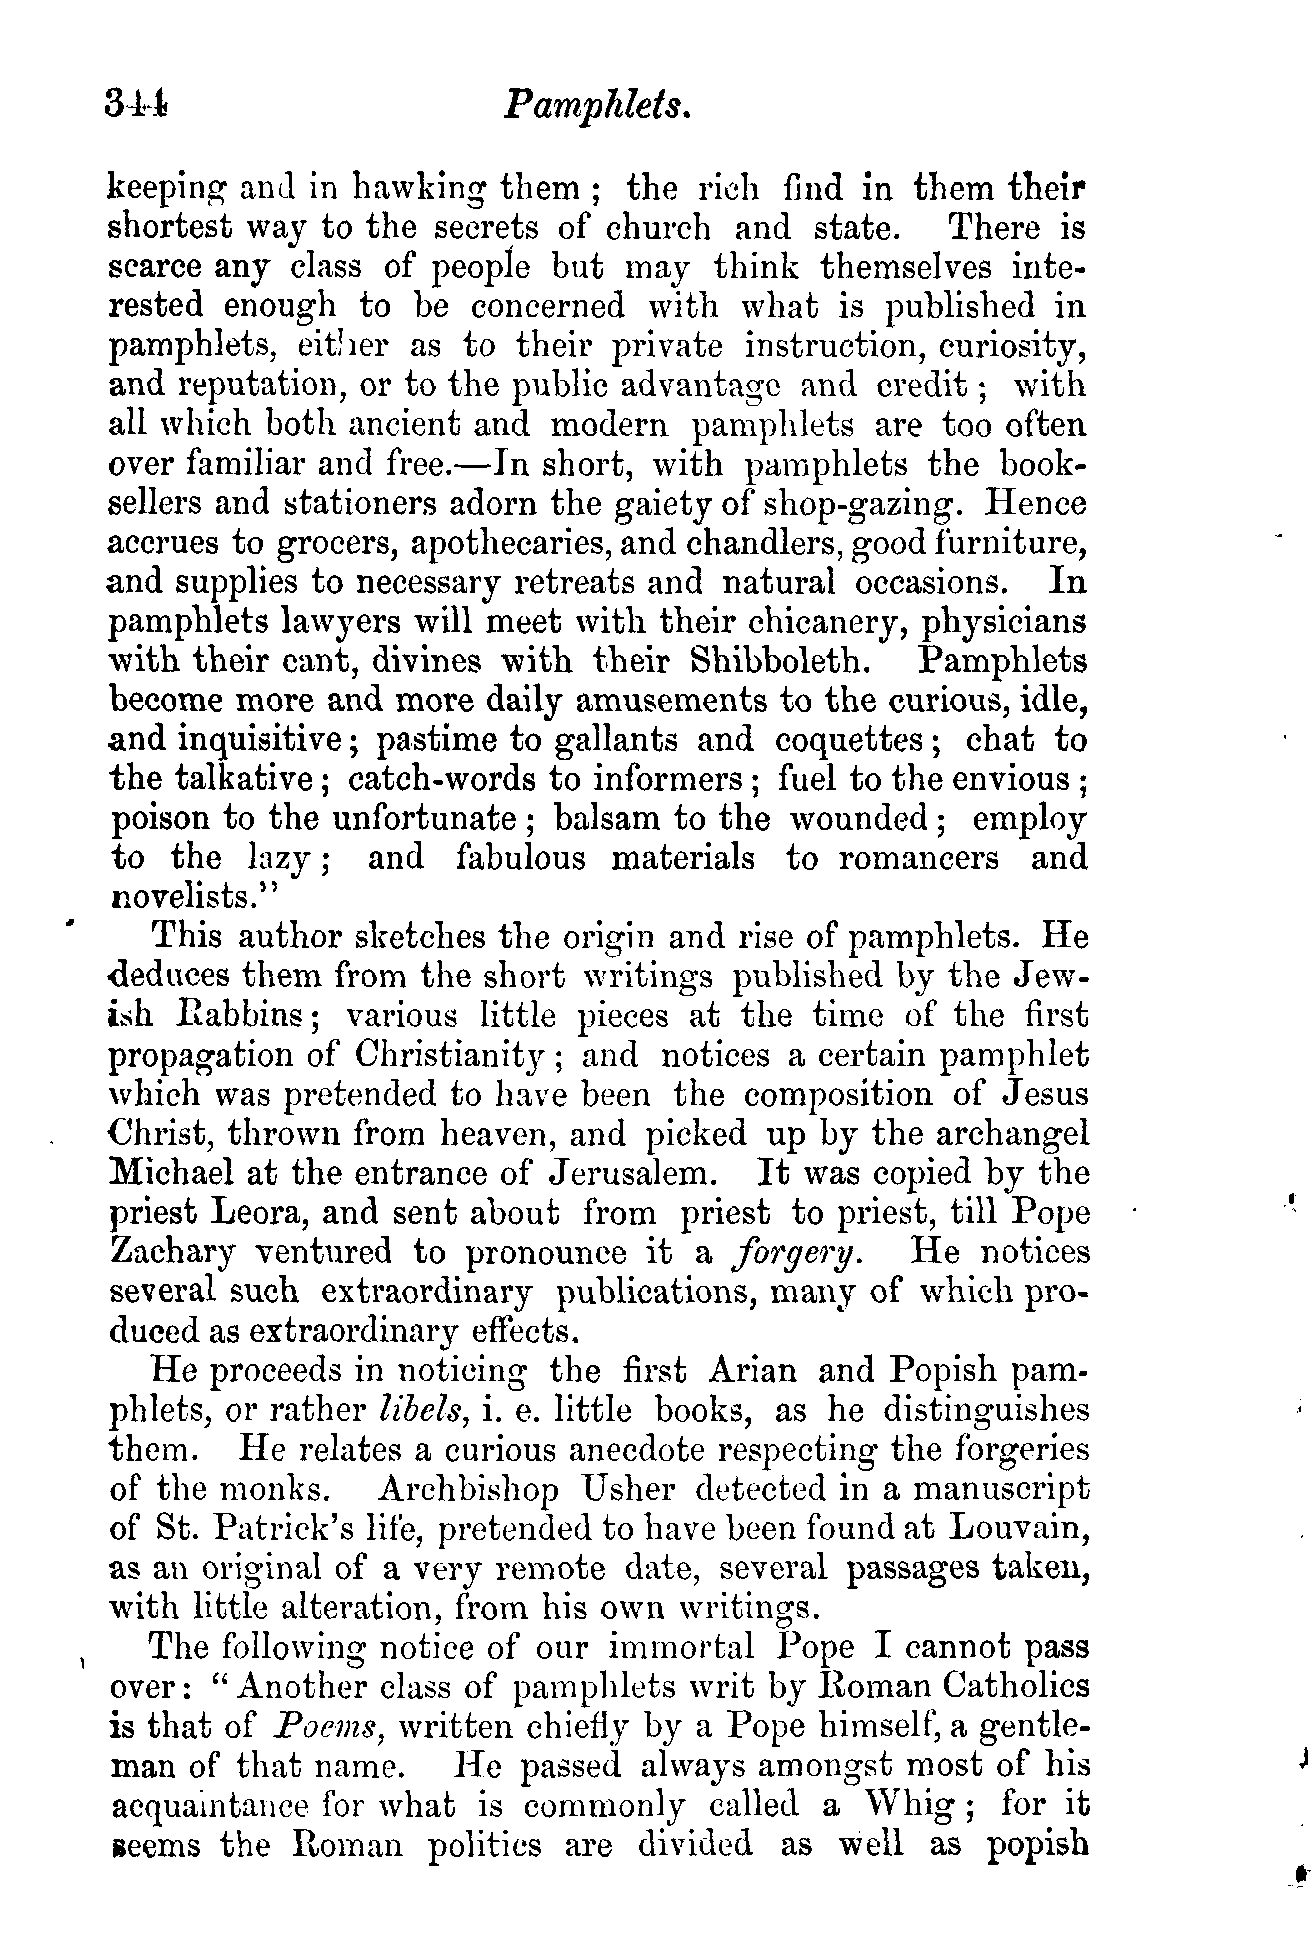 344 Pamphlets.
keeping and in hawking them ; the rich find in them their
shortest way to the secrets of church and state. There is
scarce any class of people but may think themselves inte-
rested enough to be concerned with what is published in
pamphlets, either as to their private instruction, curiosity,
and reputation, or to the public advantage and credit ; with
all which both ancient and modern pamphlets are too often
over familiar and free.—In short, with pamphlets the book-
sellers and stationers adorn the gaiety of shop-gazing. Hence
accrues to grocers, apothecaries, and chandlers, good furniture,
and supplies to necessary retreats and natural occasions. In
pamphlets lawyers will meet with their chicanery, physicians
with their cant, divines with their Shibboleth. Pamphlets
become more and more daily amusements to the curious, idle,
and inquisitive ; pastime to gallants and coquettes ; chat to
the talkative ; catch-words to informers ; fuel to the envious ;
poison to the unfortunate ; balsam to the wounded ; employ
to the lazy ; and fabulous materials to romancers and
novelists."
This author sketches the origin and rise of pamphlets. He
deduces them from the short writings published by the Jew-
ish Rabbins ; various little pieces at the time of the first
propagation of Christianity ; and notices a certain pamphlet
which was pretended to have been the composition of Jesus
Christ, thrown from heaven, and picked up by the archangel
Michael at the entrance of Jerusalem. It was copied by the
priest Leora, and sent about from priest to priest, till Pope
Zachary ventured to pronounce it a forgery. He notices
several such extraordinary publications, many of which pro-
duced as extraordinary effects.
He proceeds in noticing the first Arian and Popish pam-
phlets, or rather libels, i. e. little books, as he distinguishes
them. He relates a curious anecdote respecting the forgeries
of the monks. Archbishop Usher detected in a manuscript
of St. Patrick's life, pretended to have been found at Louvain,
as an original of a very remote date, several passages taken,
with little alteration, from his own writings.
The following notice of our immortal Pope I cannot pass
over : " Another class of pamphlets writ by Roman Catholics
is that of Poems, written chiefly by a Pope himself, a gentle-
man of that name. He passed always amongst most of his
acquaintance for what is commonly called a Whig ; for it
seems the Roman politics are divided as well as popish